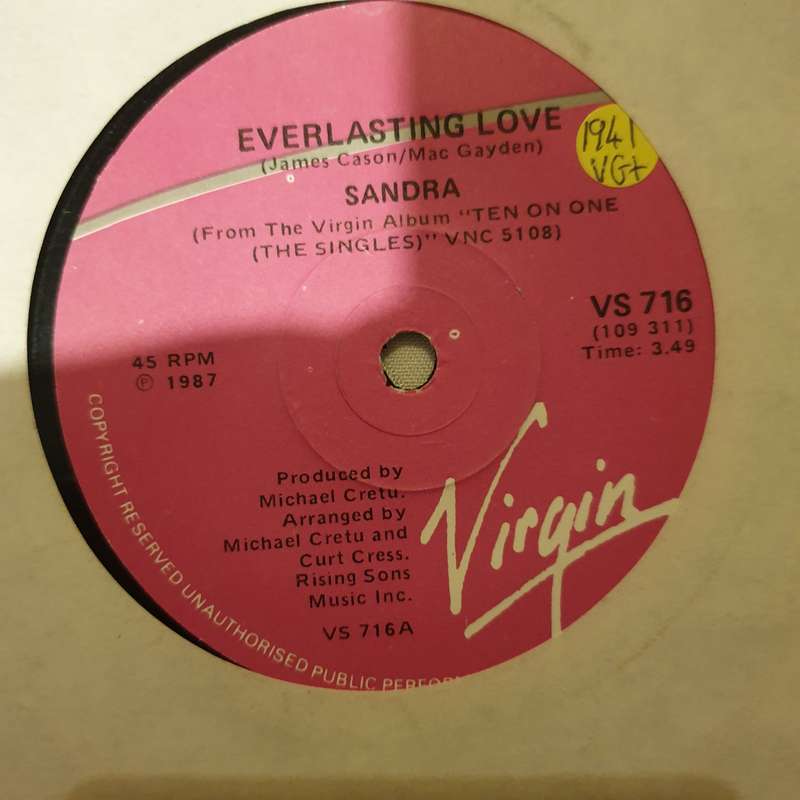 EVERLASTING LOVE
(James Cason/Mac Gayden)
SANDRA
(From The Virgin Album "TEN ON ONE
(THE SINGLES)" VNC 5108)
1941
VG+
VS 716
(109 311)
Time: 3.49
45 RPM
℗ 1987
Produced by
Michael Cretu.
Arranged by
Michael Cretu and
Curt Cress.
Rising Sons
Music Inc.
VS 716A
Virgin
COPYRIGHT RESERVED UNAUTHORISED PUBLIC